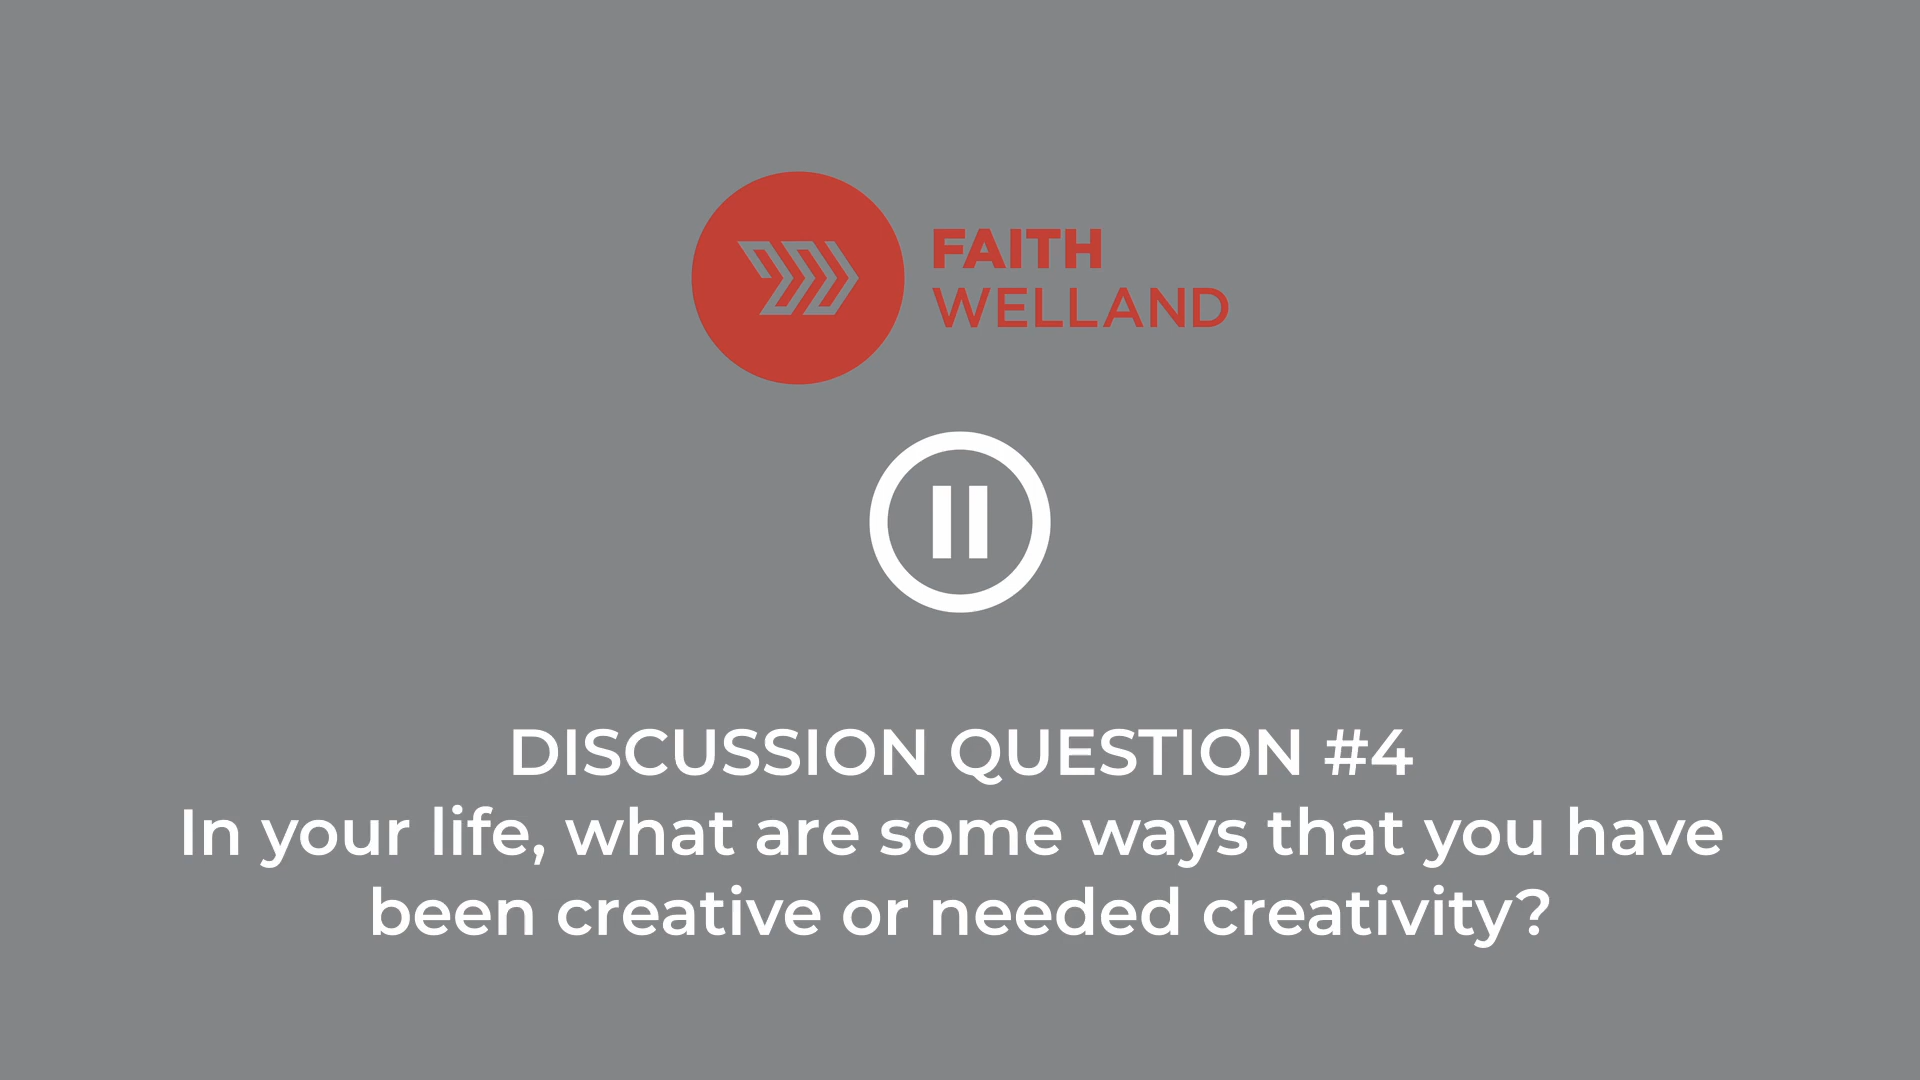 FAITH
WELLAND
DISCUSSION QUESTION #4
In your life, what are some ways that you have
been creative or needed creativity?